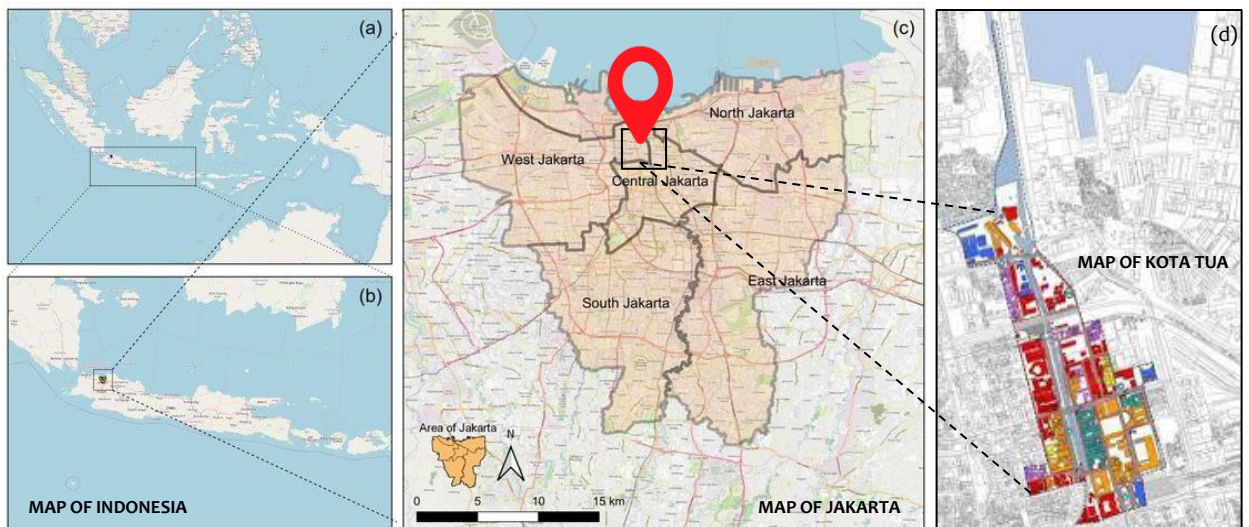 (a)
MAP OF INDONESIA
(b)
(c)
North Jakarta
West Jakarta
Central Jakarta
East Jakarta
South Jakarta
Area of Jakarta
N
0 5 10 15 km
MAP OF JAKARTA
(d)
MAP OF KOTA TUA